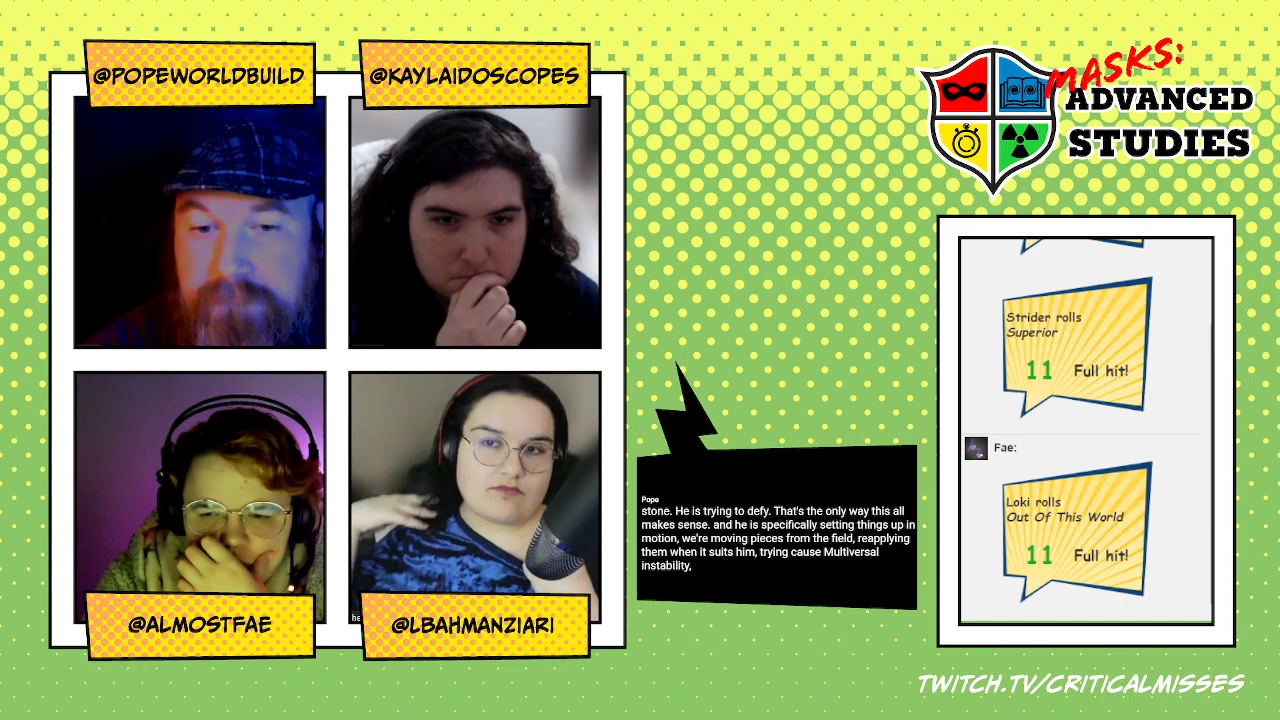 @POPEWORLDBUILD
@KAYLAIDOSCOPES
MASKS:
ADVANCED
STUDIES
Strider rolls
Superior
11 Full hit!
Fae:
Loki rolls
Out Of This World
11 Full hit!
Pope
stone. He is trying to defy. That's the only way this all
makes sense. and he is specifically setting things up in
motion, we're moving pieces from the field, reapplying
them when it suits him, trying cause Multiversal
instability,
he
@ALMOSTFAE
@LBAHMANZIARI
TWITCH.TV/CRITICALMISSES